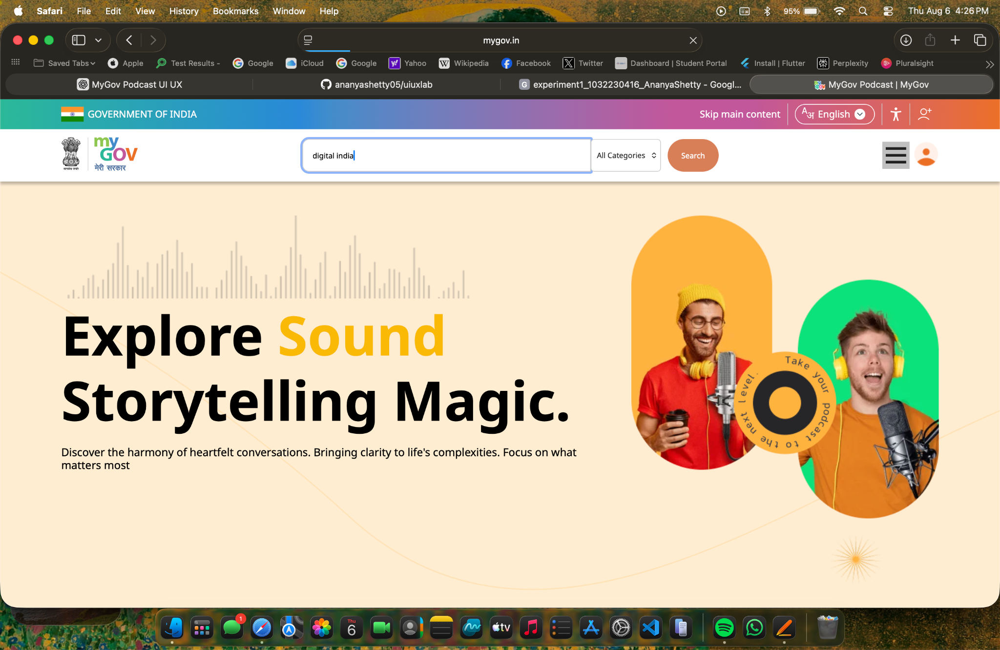 Safari File Edit View History Bookmarks Window Help 95% Thu Aug 6 4:26 PM
mygov.in
Saved Tabs Apple Test Results - Google iCloud Google Yahoo Wikipedia Facebook Twitter Dashboard | Student Portal Install | Flutter Perplexity Pluralsight
MyGov Podcast UI UX ananyashetty05/uiuxlab experiment1_1032230416_AnanyaShetty - Googl... MyGov Podcast | MyGov
GOVERNMENT OF INDIA Skip main content English
my
GOV
मेरी सरकार
सत्यमेव जयते
digital india All Categories Search
Explore Sound
Storytelling Magic.
Take your podcast to the next level.
Discover the harmony of heartfelt conversations. Bringing clarity to life's complexities. Focus on what
matters most
1
Thu
6
tv